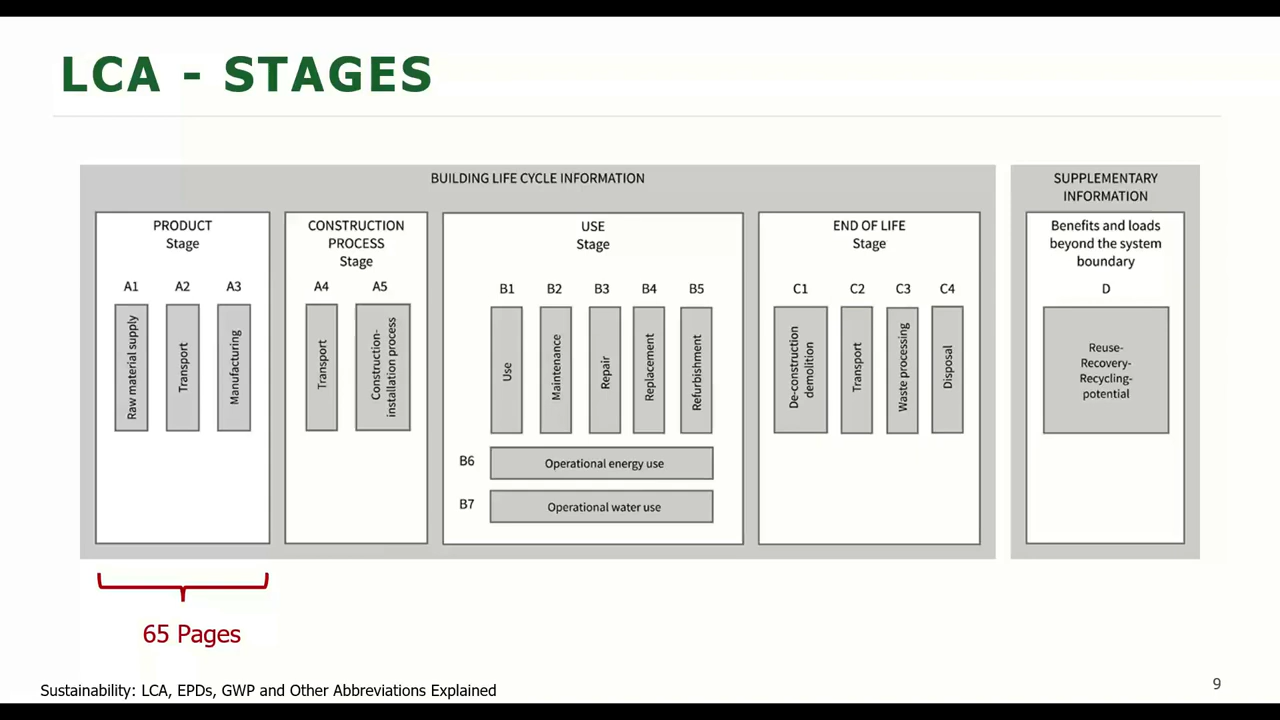 LCA - STAGES
BUILDING LIFE CYCLE INFORMATION
SUPPLEMENTARY
INFORMATION
PRODUCT
Stage
A1
A2
A3
Raw material supply
Transport
Manufacturing
CONSTRUCTION
PROCESS
Stage
A4
A5
Transport
Construction-
installation process
USE
Stage
B1
B2
B3
B4
B5
Use
Maintenance
Repair
Replacement
Refurbishment
B6
Operational energy use
B7
Operational water use
END OF LIFE
Stage
C1
C2
C3
C4
De-construction
demolition
Transport
Waste processing
Disposal
Benefits and loads
beyond the system
boundary
D
Reuse-
Recovery-
Recycling-
potential
65 Pages
Sustainability: LCA, EPDs, GWP and Other Abbreviations Explained
9